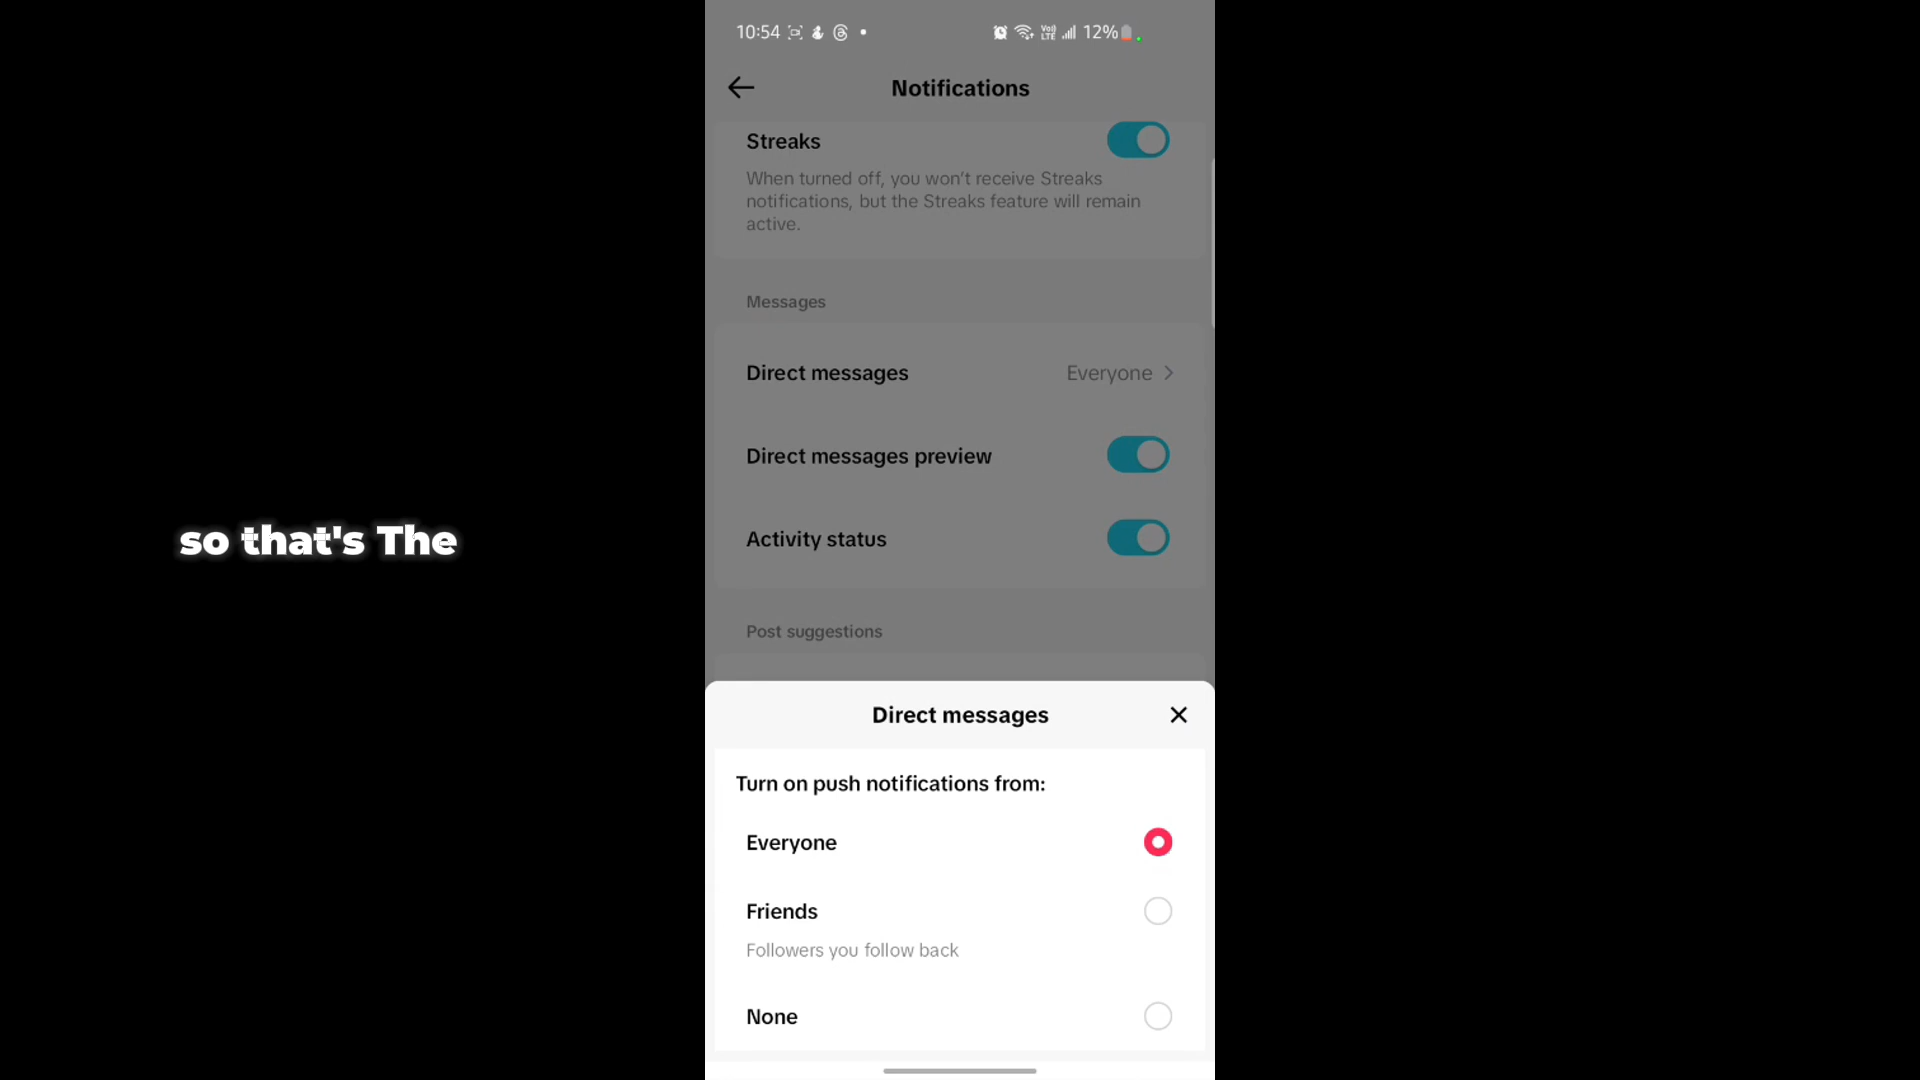 10:54
Vo)) LTE 12%
Notifications
Streaks
When turned off, you won't receive Streaks
notifications, but the Streaks feature will remain
active.
Messages
Direct messages Everyone
Direct messages preview
so that's The
Activity status
Post suggestions
Direct messages
Turn on push notifications from:
Everyone
Friends
Followers you follow back
None